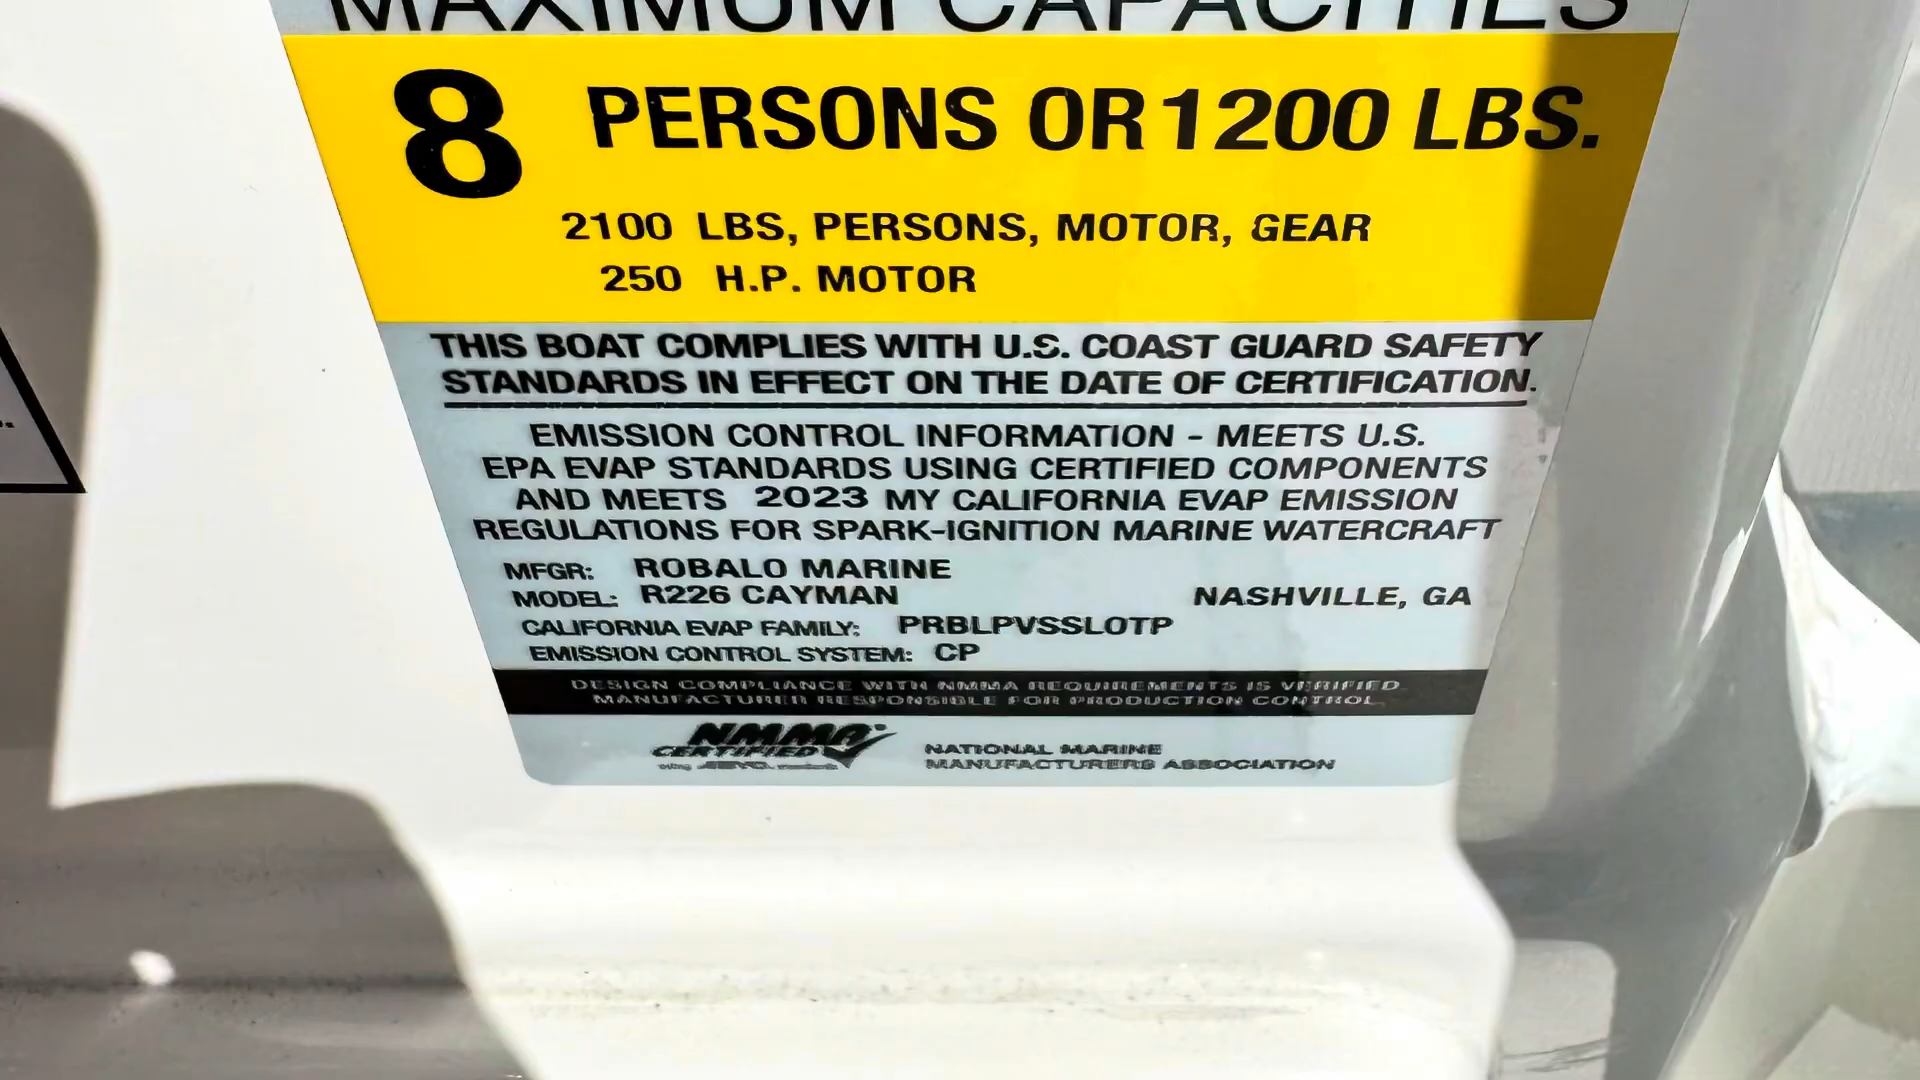 MAXIMUM CAPACITIES
8 PERSONS OR 1200 LBS.
2100 LBS, PERSONS, MOTOR, GEAR
250 H.P. MOTOR
THIS BOAT COMPLIES WITH U.S. COAST GUARD SAFETY
STANDARDS IN EFFECT ON THE DATE OF CERTIFICATION.
EMISSION CONTROL INFORMATION - MEETS U.S.
EPA EVAP STANDARDS USING CERTIFIED COMPONENTS
AND MEETS 2023 MY CALIFORNIA EVAP EMISSION
REGULATIONS FOR SPARK-IGNITION MARINE WATERCRAFT
MFGR: ROBALO MARINE
MODEL: R226 CAYMAN NASHVILLE, GA
CALIFORNIA EVAP FAMILY: PRBLPVSSLOTP
EMISSION CONTROL SYSTEM: CP
DESIGN COMPLIANCE WITH NMMA REQUIREMENTS IS VERIFIED.
MANUFACTURER RESPONSIBLE FOR PRODUCTION CONTROL.
NMMA
CERTIFIED
NATIONAL MARINE
MANUFACTURERS ASSOCIATION